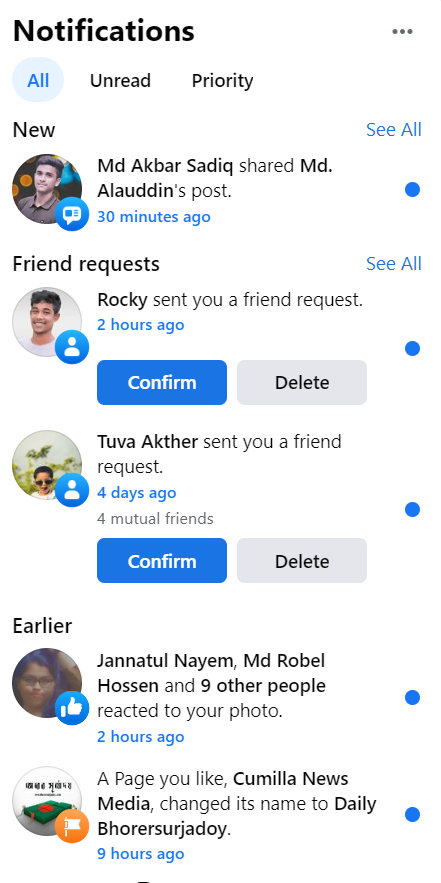 Notifications
All Unread Priority
New See All
Md Akbar Sadiq shared Md.
Alauddin's post.
30 minutes ago
Friend requests See All
Rocky sent you a friend request.
2 hours ago
Confirm Delete
Tuva Akther sent you a friend
request.
4 days ago
4 mutual friends
Confirm Delete
Earlier
Jannatul Nayem, Md Robel
Hossen and 9 other people
reacted to your photo.
2 hours ago
A Page you like, Cumilla News
Media, changed its name to Daily
Bhorersurjadoy.
9 hours ago